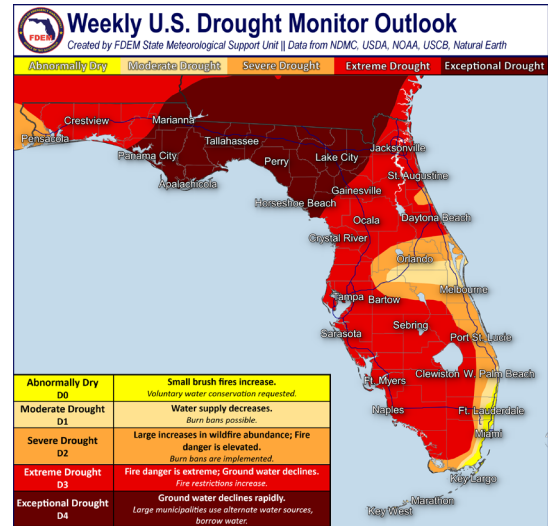 FDEM
Weekly U.S. Drought Monitor Outlook
Created by FDEM State Meteorological Support Unit || Data from NDMC, USDA, NOAA, USCB, Natural Earth
Abnormally Dry Moderate Drought Severe Drought Extreme Drought Exceptional Drought
Crestview
Marianna
Pensacola
Tallahassee
Jacksonville
Panama City
Perry
Lake City
St. Augustine
Apalachicola
Gainesville
Horseshoe Beach
Ocala
Daytona Beach
Crystal River
Orlando
Melbourne
Tampa
Bartow
Sebring
Sarasota
Port St. Lucie
Ft. Myers
Clewiston
W. Palm Beach
Naples
Ft. Lauderdale
Miami
Key Largo
Marathon
Key West
Abnormally Dry
D0
Small brush fires increase.
Voluntary water conservation requested.
Moderate Drought
D1
Water supply decreases.
Burn bans possible.
Severe Drought
D2
Large increases in wildfire abundance; Fire
danger is elevated.
Burn bans are implemented.
Extreme Drought
D3
Fire danger is extreme; Ground water declines.
Fire restrictions increase.
Exceptional Drought
D4
Ground water declines rapidly.
Large municipalities use alternate water sources,
borrow water.